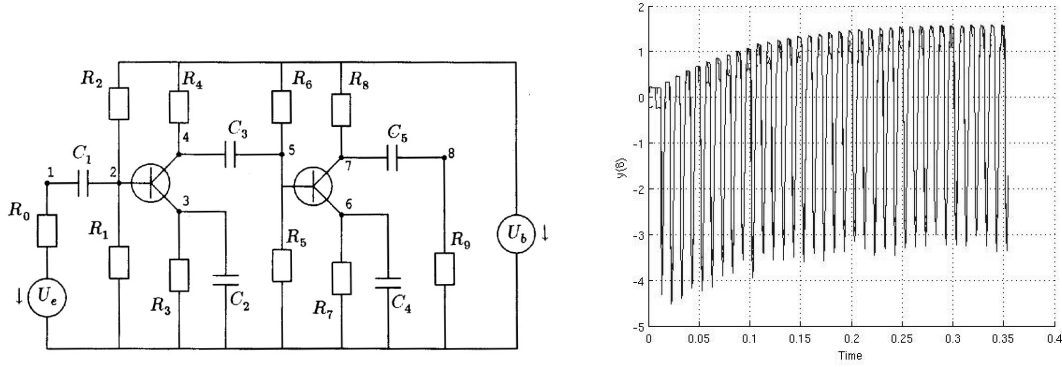 R2
R4
R6
R8
C1
C3
C5
1
2
3
4
5
6
7
8
R0
R1
R3
R5
R7
R9
C2
C4
Ue
Ub
↓
↓
2
1
0
-1
-2
-3
-4
-5
y(8)
0 0.05 0.1 0.15 0.2 0.25 0.3 0.35 0.4
Time